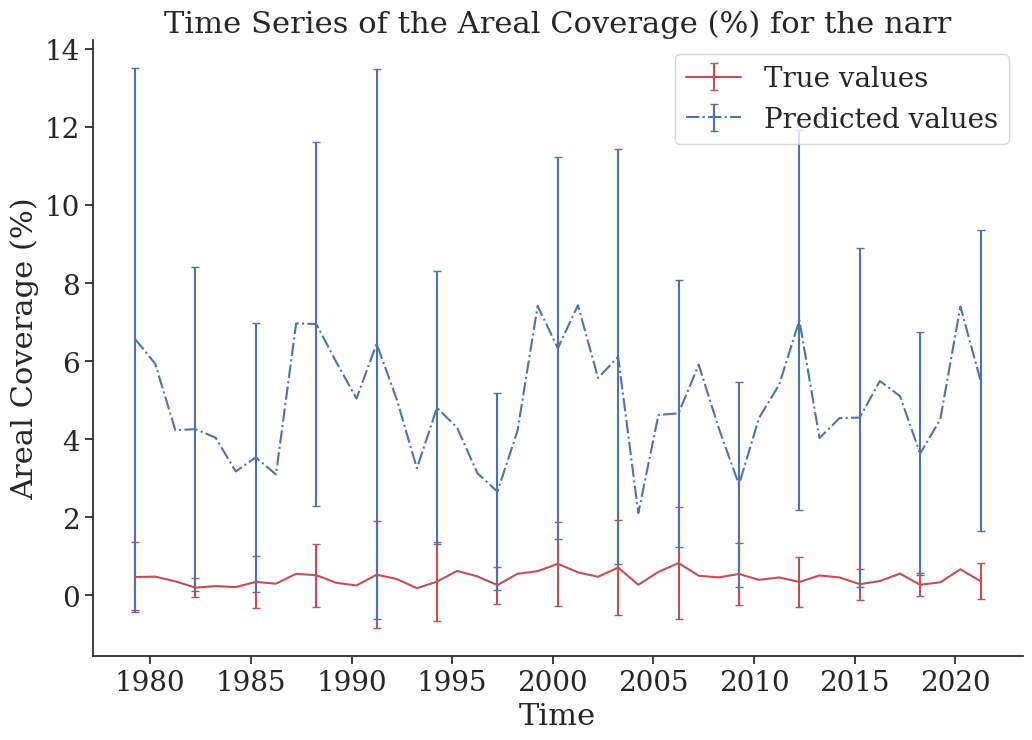 Time Series of the Areal Coverage (%) for the narr
True values
Predicted values
Areal Coverage (%)
14
12
10
8
6
4
2
0
1980 1985 1990 1995 2000 2005 2010 2015 2020
Time